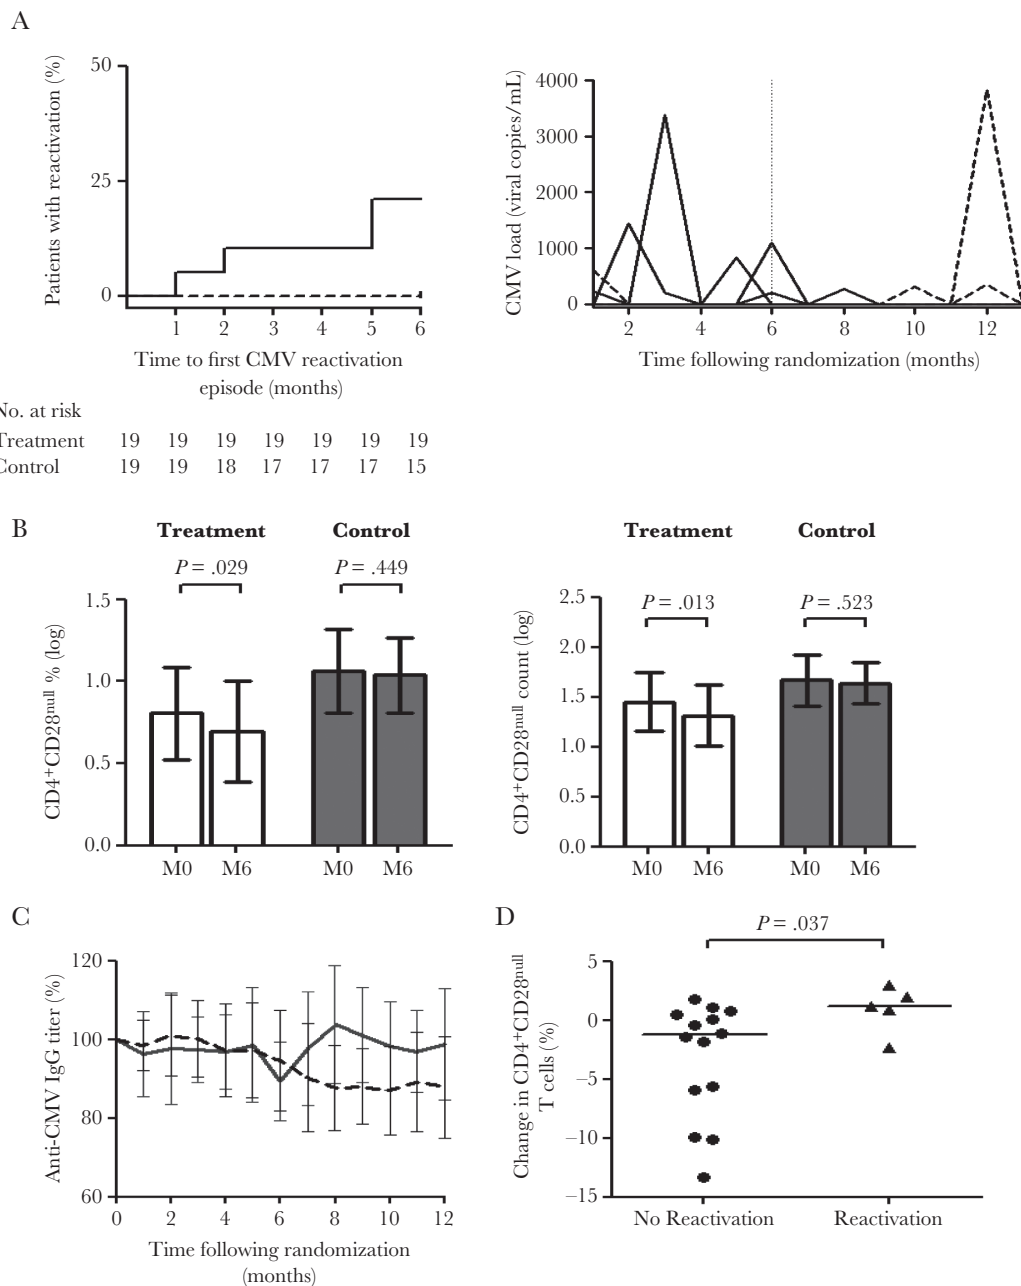 A
Patients with reactivation (%)
50
25
0
1 2 3 4 5 6
Time to first CMV reactivation
episode (months)
No. at risk
Treatment 19 19 19 19 19 19 19
Control 19 19 18 17 17 17 15
CMV load (viral copies/mL)
4000
3000
2000
1000
0
2 4 6 8 10 12
Time following randomization (months)
B
Treatment Control
P = .029 P = .449
CD4+CD28null % (log)
1.5
1.0
0.5
0.0
M0 M6 M0 M6
Treatment Control
P = .013 P = .523
CD4+CD28null count (log)
2.5
2.0
1.5
1.0
0.5
0.0
M0 M6 M0 M6
C
Anti-CMV IgG titer (%)
120
100
80
60
0 2 4 6 8 10 12
Time following randomization
(months)
D
P = .037
Change in CD4+CD28null
T cells (%)
5
0
−5
−10
−15
No Reactivation Reactivation